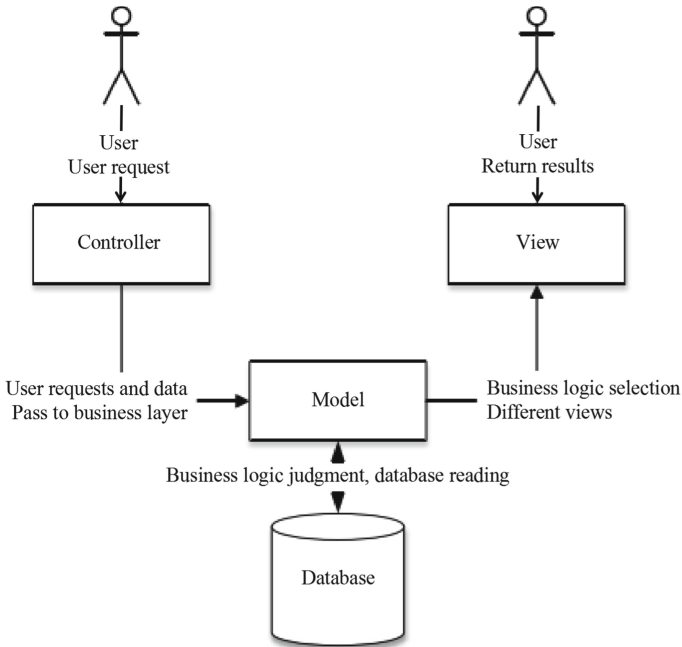 User
User request
User
Return results
Controller
View
User requests and data
Pass to business layer
Model
Business logic selection
Different views
Business logic judgment, database reading
Database